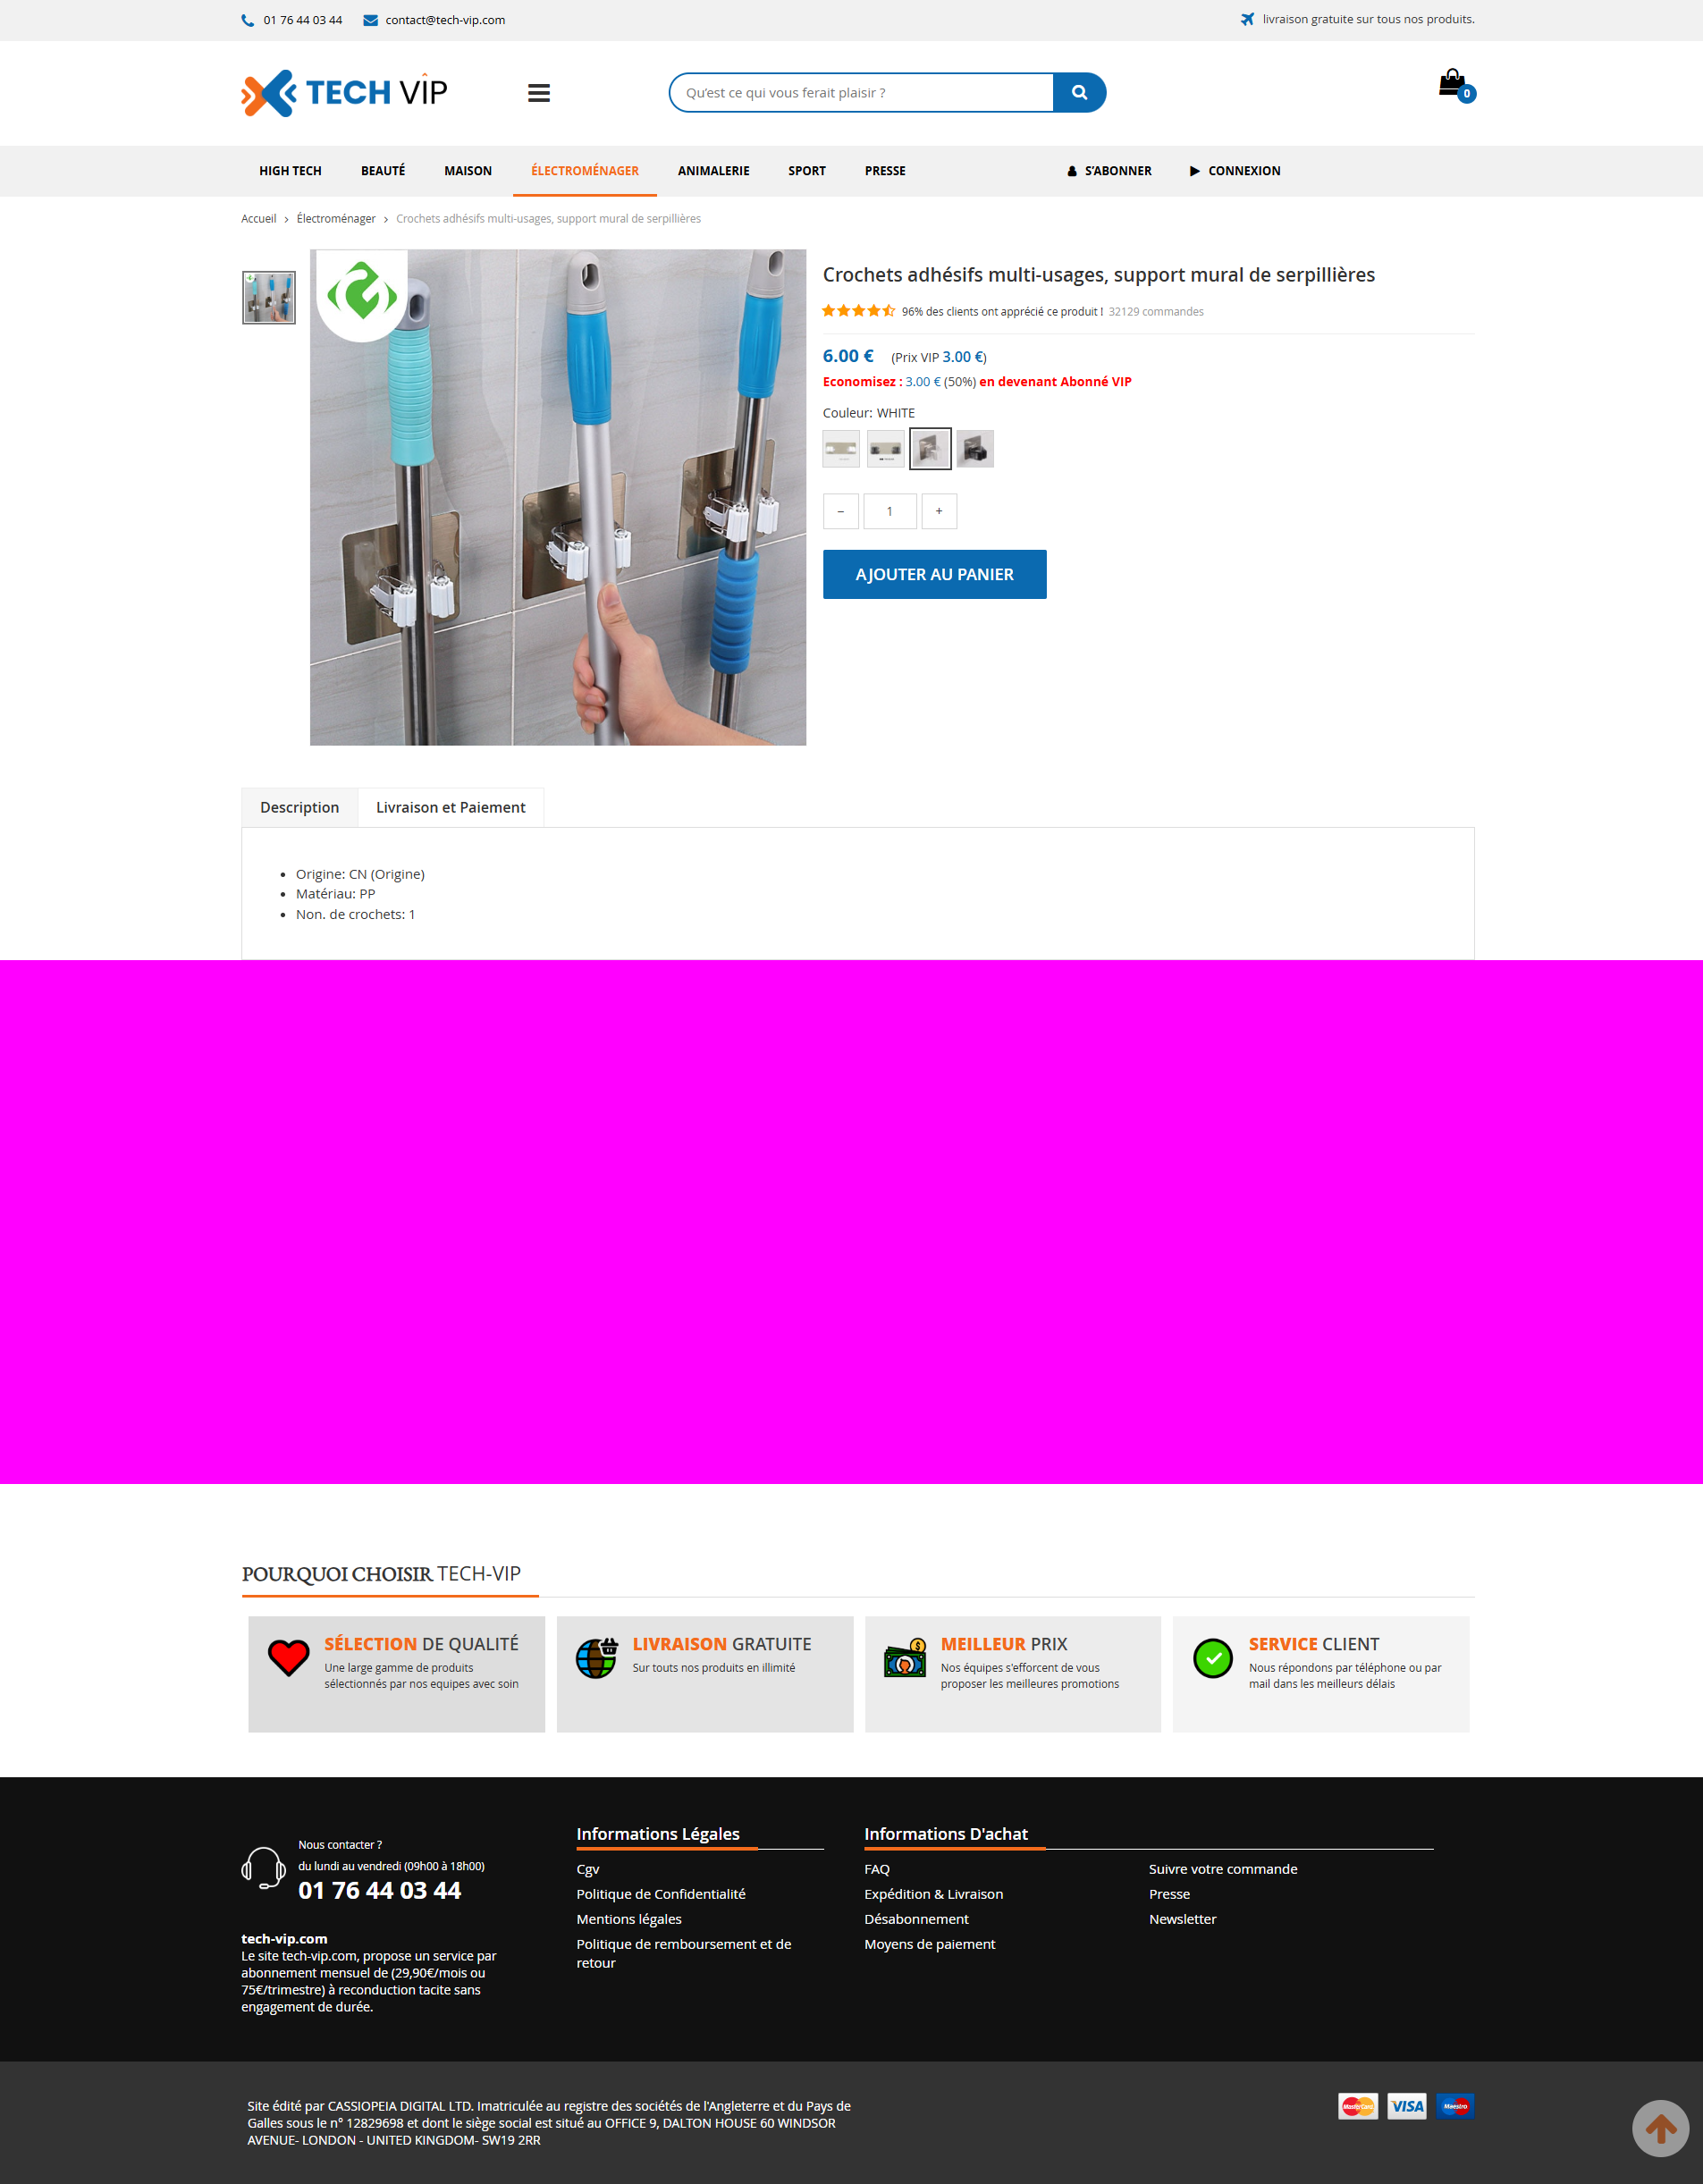 01 76 44 03 44
contact@tech-vip.com
livraison gratuite sur tous nos produits.
TECH VIP
Qu'est ce qui vous ferait plaisir ?
0
HIGH TECH
BEAUTÉ
MAISON
ÉLECTROMÉNAGER
ANIMALERIE
SPORT
PRESSE
S'ABONNER
CONNEXION
Accueil > Électroménager > Crochets adhésifs multi-usages, support mural de serpillières
Crochets adhésifs multi-usages, support mural de serpillières
96% des clients ont apprécié ce produit ! 32129 commandes
6.00 € (Prix VIP 3.00 €)
Economisez : 3.00 € (50%) en devenant Abonné VIP
Couleur: WHITE
− 1 +
AJOUTER AU PANIER
Description
Livraison et Paiement
• Origine: CN (Origine)
• Matériau: PP
• Non. de crochets: 1
POURQUOI CHOISIR TECH-VIP
SÉLECTION DE QUALITÉ
Une large gamme de produits
sélectionnés par nos equipes avec soin
LIVRAISON GRATUITE
Sur touts nos produits en illimité
MEILLEUR PRIX
Nos équipes s'efforcent de vous
proposer les meilleures promotions
SERVICE CLIENT
Nous répondons par téléphone ou par
mail dans les meilleurs délais
Nous contacter ?
du lundi au vendredi (09h00 à 18h00)
01 76 44 03 44
tech-vip.com
Le site tech-vip.com, propose un service par
abonnement mensuel de (29,90€/mois ou
75€/trimestre) à reconduction tacite sans
engagement de durée.
Informations Légales
Cgv
Politique de Confidentialité
Mentions légales
Politique de remboursement et de
retour
Informations D'achat
FAQ
Expédition & Livraison
Désabonnement
Moyens de paiement
Suivre votre commande
Presse
Newsletter
Site édité par CASSIOPEIA DIGITAL LTD. Imatriculée au registre des sociétés de l'Angleterre et du Pays de
Galles sous le n° 12829698 et dont le siège social est situé au OFFICE 9, DALTON HOUSE 60 WINDSOR
AVENUE- LONDON - UNITED KINGDOM- SW19 2RR
MasterCard
VISA
Maestro